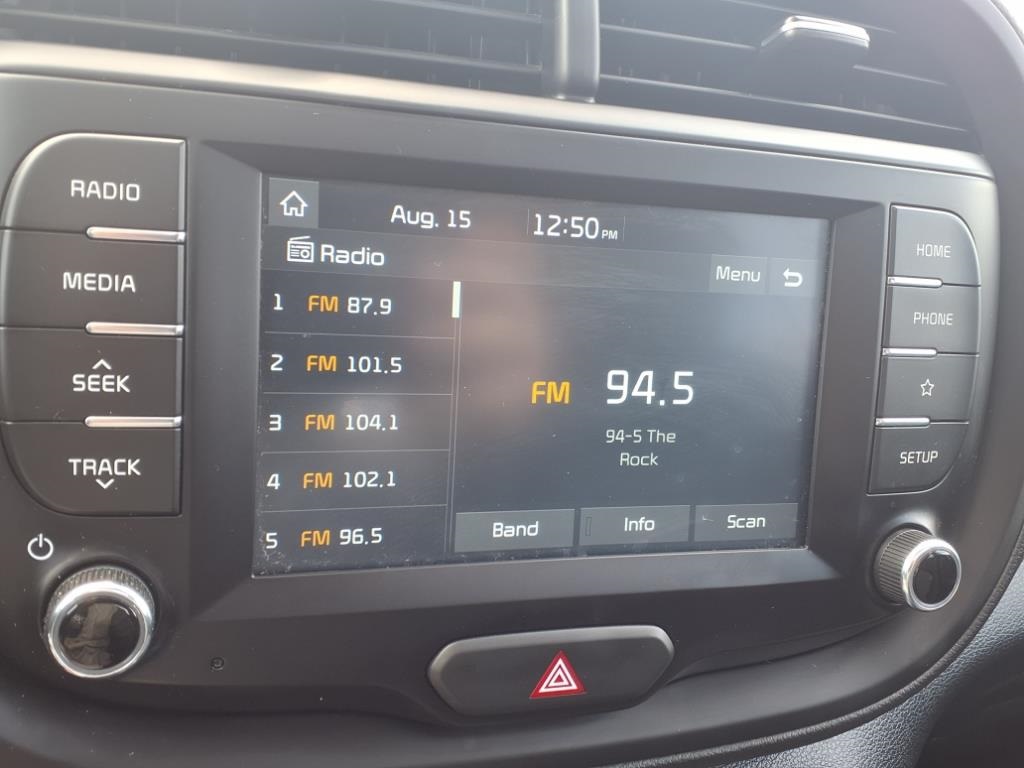 RADIO
MEDIA
SEEK
TRACK
Aug. 15 12:50 PM
Radio
Menu
1 FM 87.9
2 FM 101.5
3 FM 104.1
4 FM 102.1
5 FM 96.5
FM 94.5
94-5 The
Rock
Band Info Scan
HOME
PHONE
SETUP